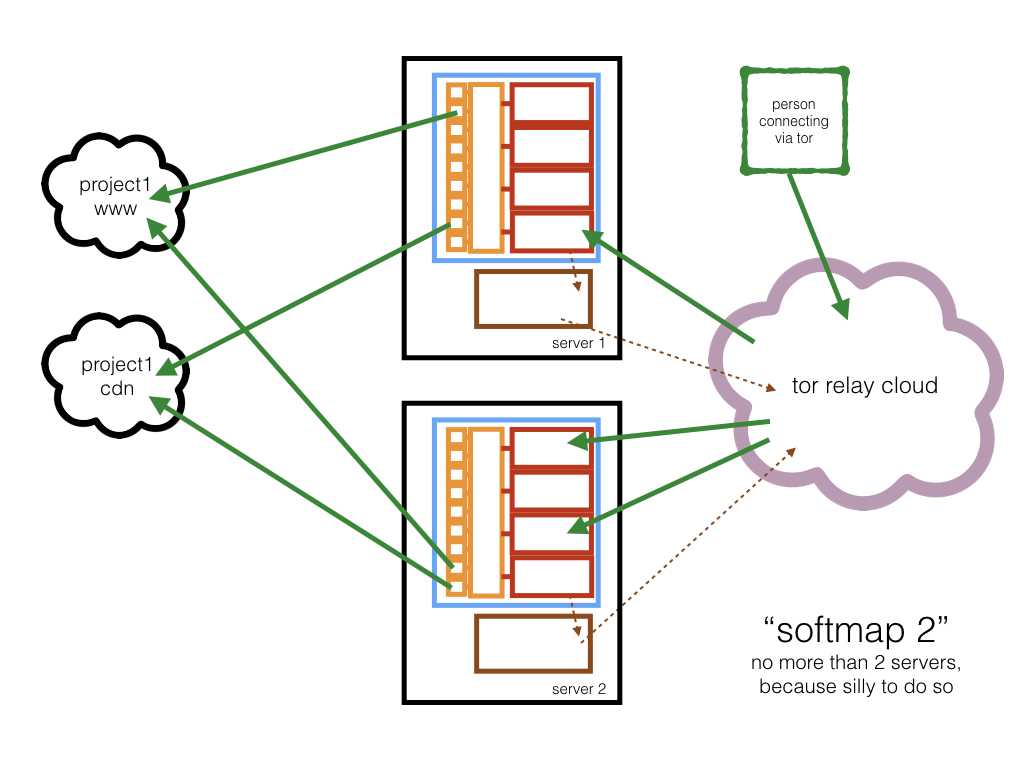 person
connecting
via tor
project1
www
server 1
project1
cdn
tor relay cloud
server 2
“softmap 2”
no more than 2 servers,
because silly to do so